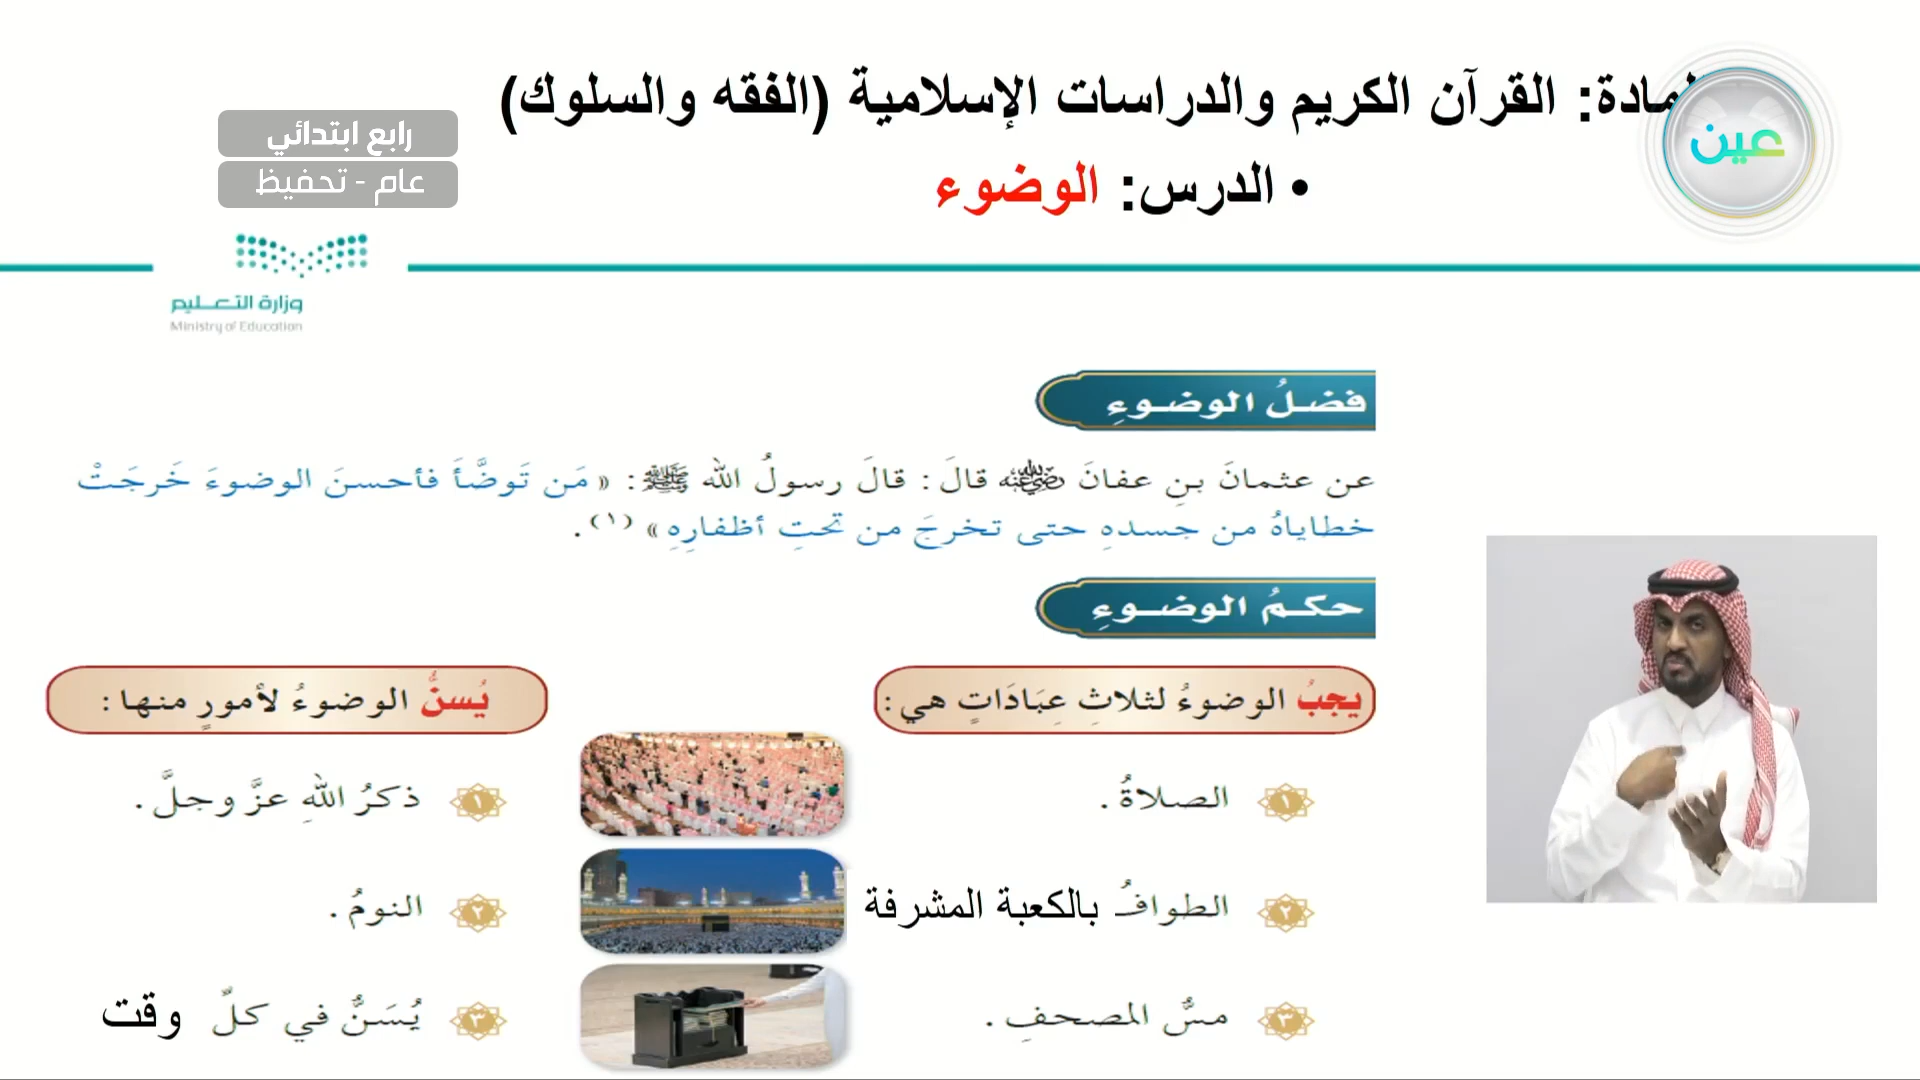 المادة: القرآن الكريم والدراسات الإسلامية (الفقه والسلوك)
عين
رابع ابتدائي
عام - تحفيظ
• الدرس: الوضوء
وزارة التعليم
Ministry of Education
فضلُ الوضوءِ
عن عثمانَ بنِ عفانَ رضي الله عنه قالَ: قالَ رسولُ الله ﷺ: « مَن تَوضَّأَ فأحسنَ الوضوءَ خَرجَتْ
خطاياهُ من جسدهِ حتى تخرجَ من تحتِ أظفارِهِ » (١).
حكمُ الوضوءِ
يجبُ الوضوءُ لثلاثِ عِبَادَاتٍ هي:
١ الصلاةُ.
٢ الطوافُ بالكعبة المشرفة
٣ مسُّ المصحفِ.
يُسنُّ الوضوءُ لأمورٍ منها:
١ ذكرُ اللهِ عزَّ وجلَّ.
٢ النومُ.
٣ يُسَنُّ في كلِّ وقت